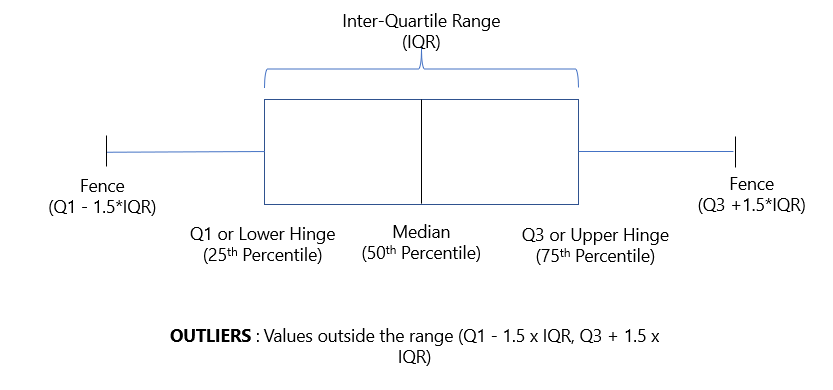 Inter-Quartile Range
(IQR)
Fence
(Q1 - 1.5*IQR)
Fence
(Q3 +1.5*IQR)
Q1 or Lower Hinge
(25th Percentile)
Median
(50th Percentile)
Q3 or Upper Hinge
(75th Percentile)
OUTLIERS : Values outside the range (Q1 - 1.5 x IQR, Q3 + 1.5 x
IQR)